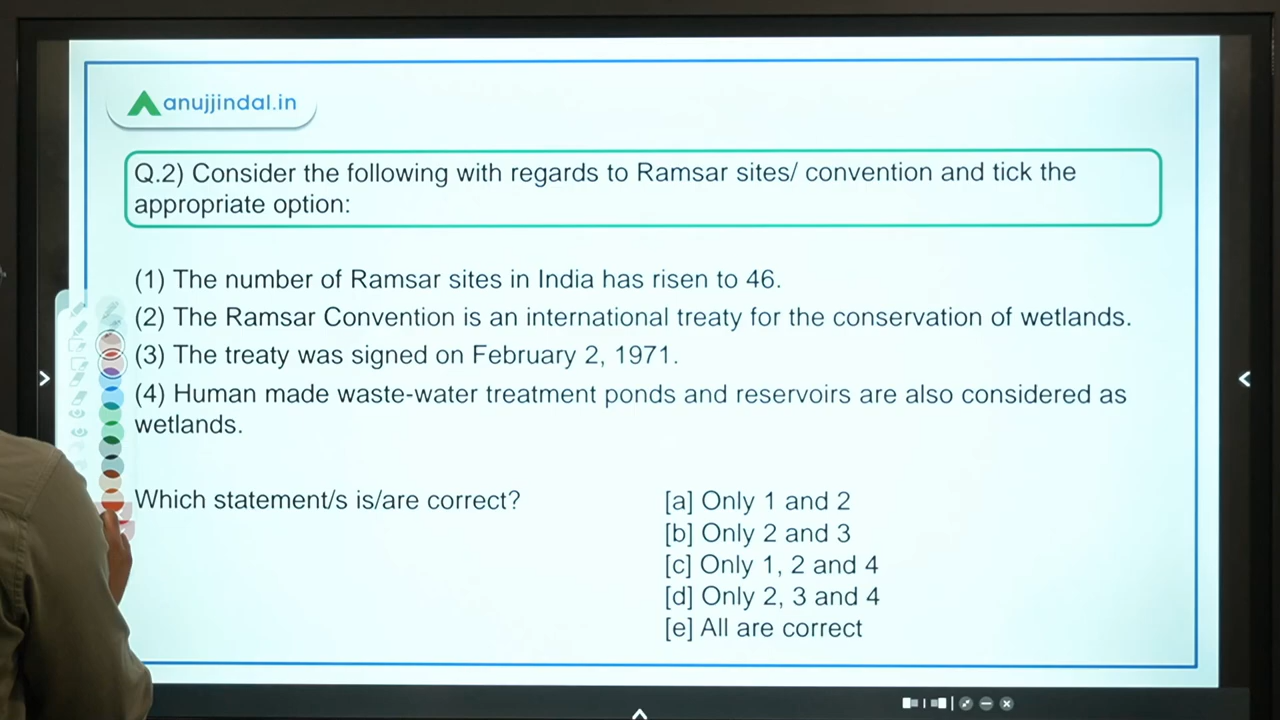 anujjindal.in
Q.2) Consider the following with regards to Ramsar sites/ convention and tick the
appropriate option:
(1) The number of Ramsar sites in India has risen to 46.
(2) The Ramsar Convention is an international treaty for the conservation of wetlands.
(3) The treaty was signed on February 2, 1971.
(4) Human made waste-water treatment ponds and reservoirs are also considered as
wetlands.
Which statement/s is/are correct?
[a] Only 1 and 2
[b] Only 2 and 3
[c] Only 1, 2 and 4
[d] Only 2, 3 and 4
[e] All are correct